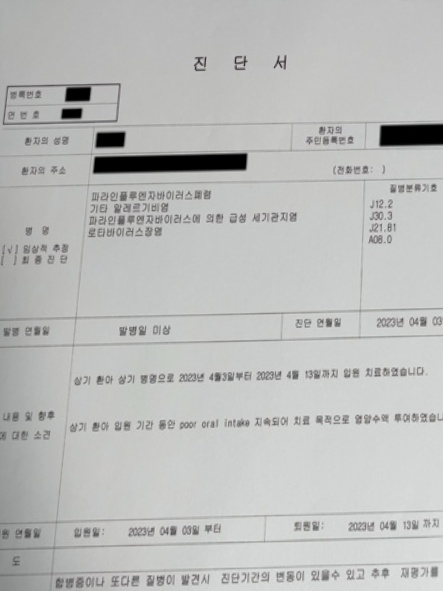 진 단 서
등록번호
연 번 호
환자의 성명
환자의
주민등록번호
환자의 주소
(전화번호: )
질병분류기호
파라인플루엔자바이러스폐렴
J12.2
기타 알레르기비염
J30.3
파라인플루엔자바이러스에 의한 급성 세기관지염
J21.81
로타바이러스장염
A08.0
병 명
[√] 임상적 추정
[ ] 최 종 진 단
발병 연월일
발병일 미상
진단 연월일
2023년 04월 03
상기 환아 상기 병명으로 2023년 4월3일부터 2023년 4월 13일까지 입원 치료하였습니다.
내용 및 향후
에 대한 소견
상기 환아 입원 기간 동안 poor oral intake 지속되어 치료 목적으로 영양수액 투여하였습니
원 연월일
입원일: 2023년 04월 03일 부터
퇴원일: 2023년 04월 13일 까지
도
합병증이나 또다른 질병이 발견시 진단기간의 변동이 있을수 있고 추후 재평가를